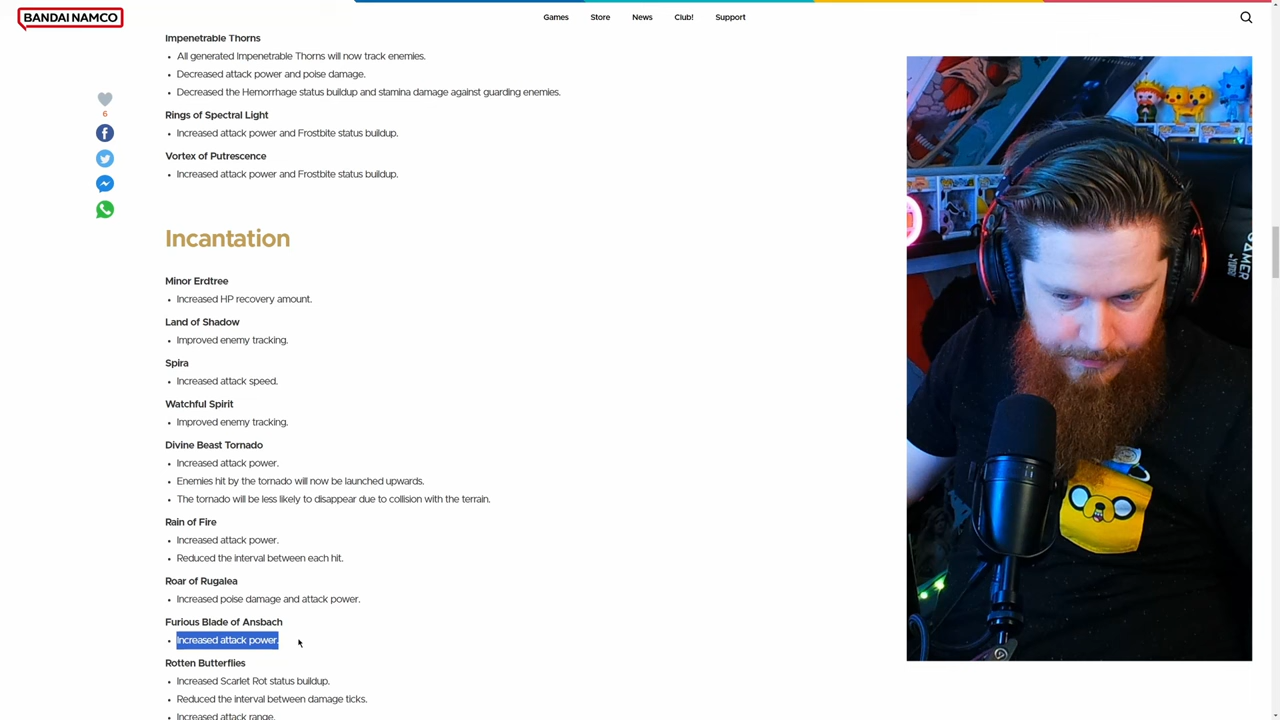 BANDAI NAMCO
Games
Store
News
Club!
Support
Impenetrable Thorns
• All generated Impenetrable Thorns will now track enemies.
• Decreased attack power and poise damage.
• Decreased the Hemorrhage status buildup and stamina damage against guarding enemies.
6
Rings of Spectral Light
• Increased attack power and Frostbite status buildup.
Vortex of Putrescence
• Increased attack power and Frostbite status buildup.
Incantation
Minor Erdtree
• Increased HP recovery amount.
Land of Shadow
• Improved enemy tracking.
Spira
• Increased attack speed.
Watchful Spirit
• Improved enemy tracking.
Divine Beast Tornado
• Increased attack power.
• Enemies hit by the tornado will now be launched upwards.
• The tornado will be less likely to disappear due to collision with the terrain.
Rain of Fire
• Increased attack power.
• Reduced the interval between each hit.
Roar of Rugalea
• Increased poise damage and attack power.
Furious Blade of Ansbach
• Increased attack power.
Rotten Butterflies
• Increased Scarlet Rot status buildup.
• Reduced the interval between damage ticks.
• Increased attack range.
GAMER